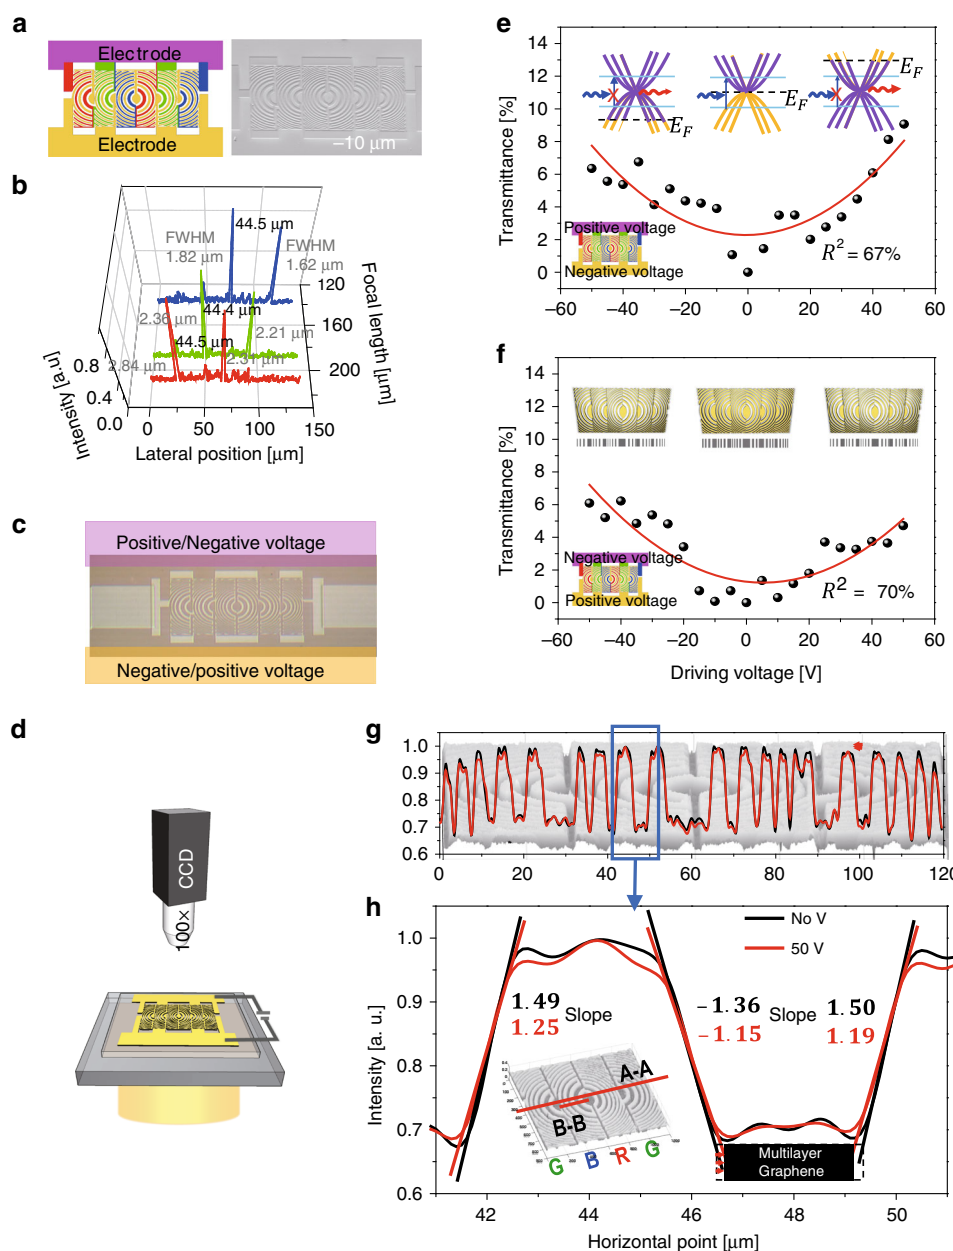 a
Electrode
Electrode
–10 μm
b
44.5 μm
FWHM
1.82 μm
FWHM
1.62 μm
44.4 μm
2.36 μm
2.21 μm
44.5 μm
2.84 μm
2.31 μm
120
160
200
Focal length [μm]
0.8
0.4
0.0
Intensity [a.u]
0
50
100
150
Lateral position [μm]
c
Positive/Negative voltage
Negative/positive voltage
d
CCD
100×
e
14
12
10
8
6
4
2
0
Transmittance [%]
E_F
E_F
E_F
Positive voltage
Negative voltage
R² = 67%
–60 –40 –20 0 20 40 60
f
14
12
10
8
6
4
2
0
Transmittance [%]
Negative voltage
Positive voltage
R² = 70%
–60 –40 –20 0 20 40 60
Driving voltage [V]
g
1.0
0.9
0.8
0.7
0.6
0 20 40 60 80 100 120
h
1.0
0.9
0.8
0.7
0.6
Intensity [a. u.]
No V
50 V
1.49
1.25
Slope
–1.36
–1.15
Slope
1.50
1.19
A-A
B-B
G B R G
Multilayer
Graphene
42 44 46 48 50
Horizontal point [μm]